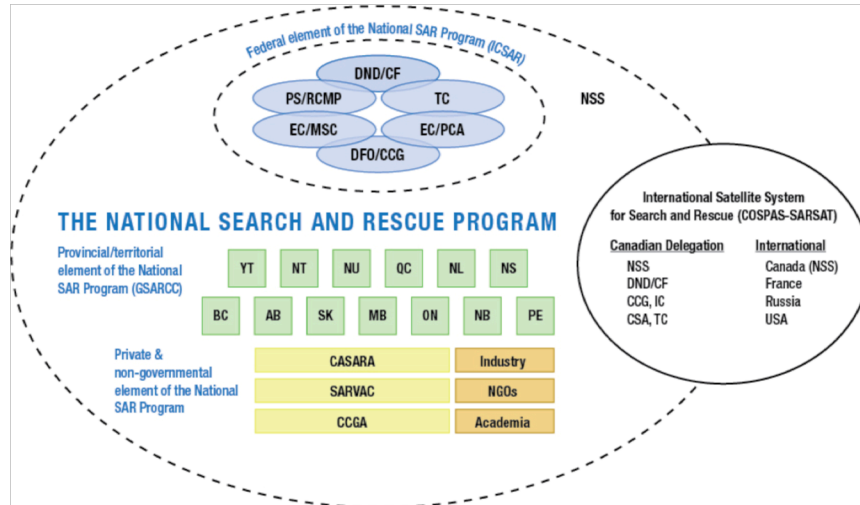 Federal element of the National SAR Program (ICSAR)
DND/CF
PS/RCMP
TC
EC/MSC
EC/PCA
DFO/CCG
NSS
THE NATIONAL SEARCH AND RESCUE PROGRAM
Provincial/territorial
element of the National
SAR Program (GSARCC)
YT
NT
NU
QC
NL
NS
BC
AB
SK
MB
ON
NB
PE
Private &
non-governmental
element of the National
SAR Program
CASARA
Industry
SARVAC
NGOs
CCGA
Academia
International Satellite System
for Search and Rescue (COSPAS-SARSAT)
Canadian Delegation
NSS
DND/CF
CCG, IC
CSA, TC
International
Canada (NSS)
France
Russia
USA